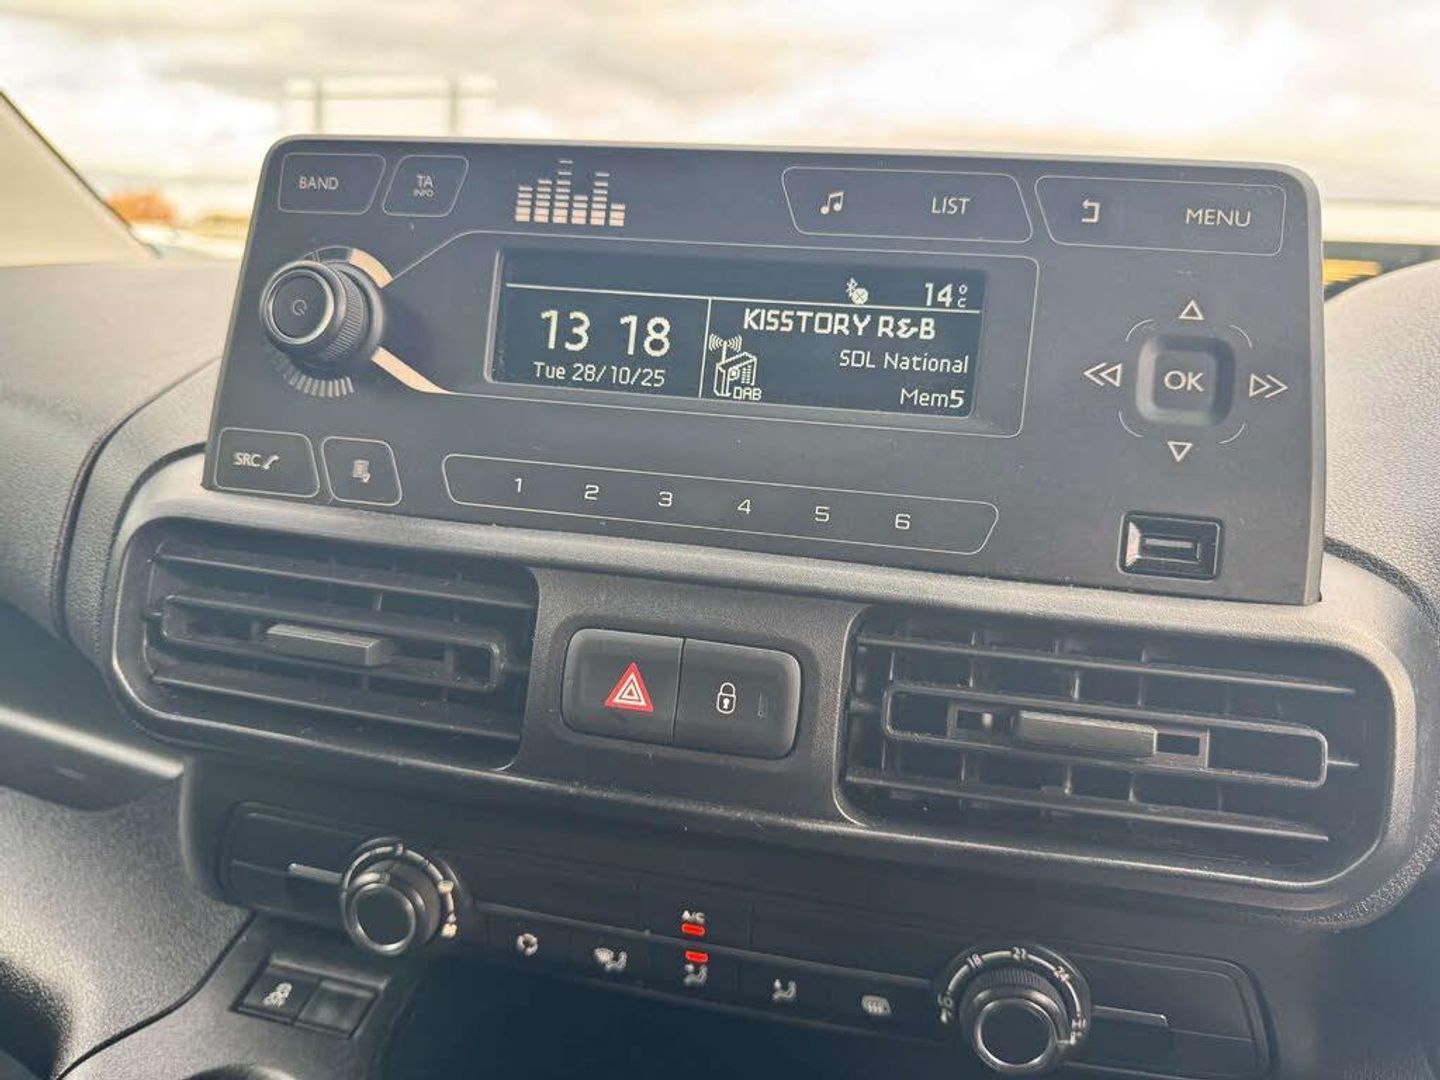 BAND
TA
INFO
LIST
MENU
14°C
13 18
Tue 28/10/25
KISSTORY R&B
SDL National
Mem5
DAB
OK
SRC
1 2 3 4 5 6
A/C
18 21 24